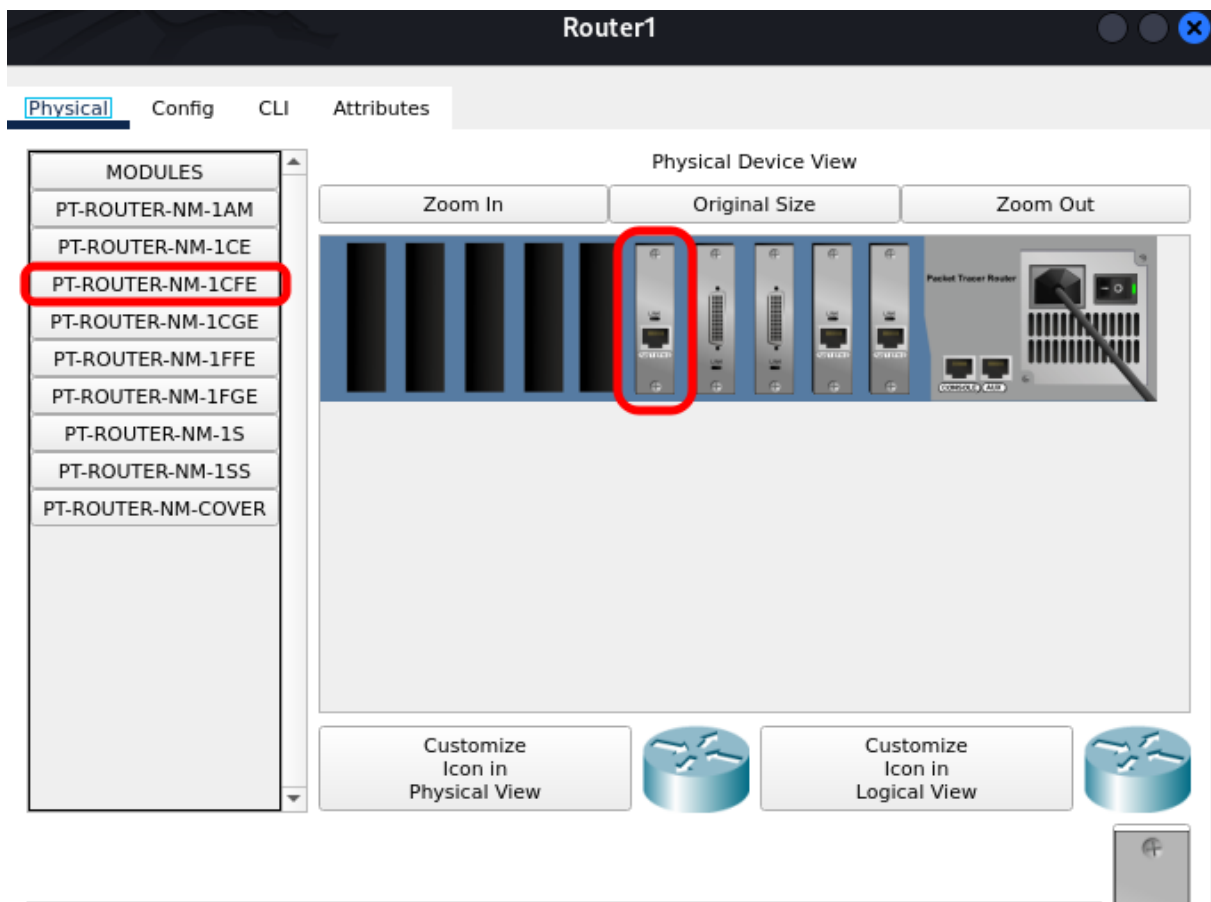 Router1
Physical
Config
CLI
Attributes
MODULES
PT-ROUTER-NM-1AM
PT-ROUTER-NM-1CE
PT-ROUTER-NM-1CFE
PT-ROUTER-NM-1CGE
PT-ROUTER-NM-1FFE
PT-ROUTER-NM-1FGE
PT-ROUTER-NM-1S
PT-ROUTER-NM-1SS
PT-ROUTER-NM-COVER
Physical Device View
Zoom In
Original Size
Zoom Out
Packet Tracer Router
CONSOLE
AUX
Customize
Icon in
Physical View
Customize
Icon in
Logical View